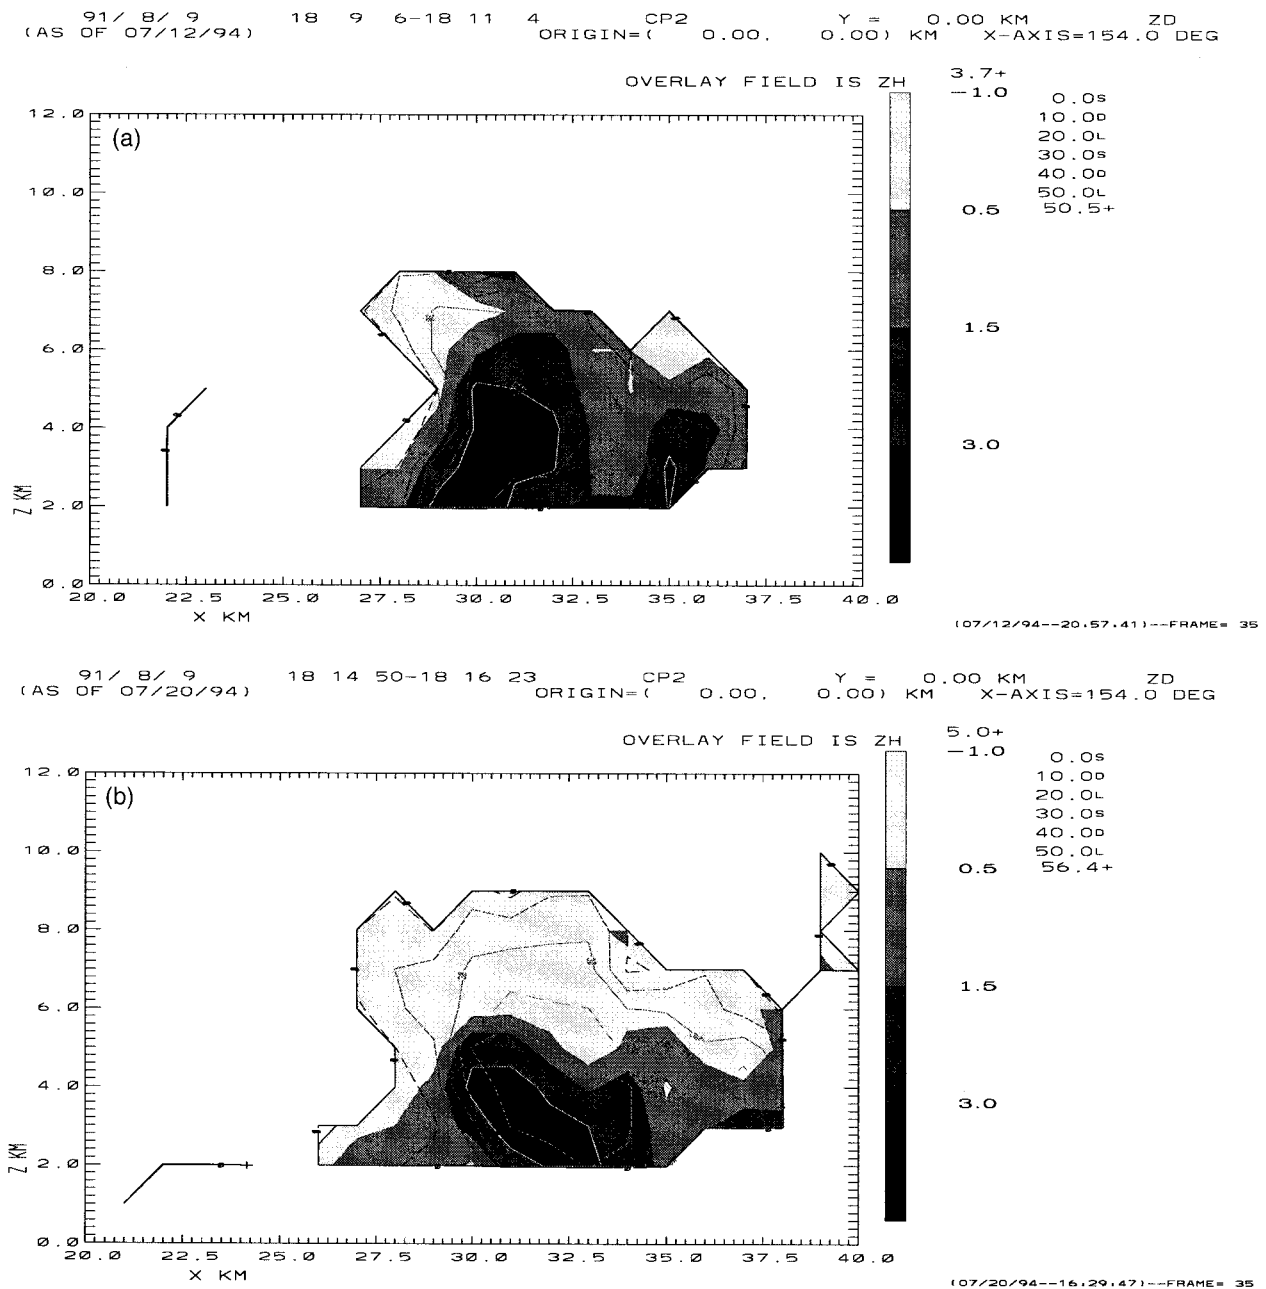 91/ 8/ 9 18 9 6-18 11 4 CP2 Y = 0.00 KM ZD
(AS OF 07/12/94) ORIGIN=( 0.00, 0.00) KM X-AXIS=154.0 DEG
OVERLAY FIELD IS ZH
3.7+
-1.0
0.5
1.5
3.0
0.0S
10.0D
20.0L
30.0S
40.0D
50.0L
50.5+
(a)
12.0
10.0
8.0
6.0
4.0
2.0
0.0
Z KM
20.0 22.5 25.0 27.5 30.0 32.5 35.0 37.5 40.0
X KM
(07/12/94--20:57:41)--FRAME= 35
91/ 8/ 9 18 14 50-18 16 23 CP2 Y = 0.00 KM ZD
(AS OF 07/20/94) ORIGIN=( 0.00, 0.00) KM X-AXIS=154.0 DEG
OVERLAY FIELD IS ZH
5.0+
-1.0
0.5
1.5
3.0
0.0S
10.0D
20.0L
30.0S
40.0D
50.0L
56.4+
(b)
12.0
10.0
8.0
6.0
4.0
2.0
0.0
Z KM
20.0 22.5 25.0 27.5 30.0 32.5 35.0 37.5 40.0
X KM
(07/20/94--16:29:47)--FRAME= 35